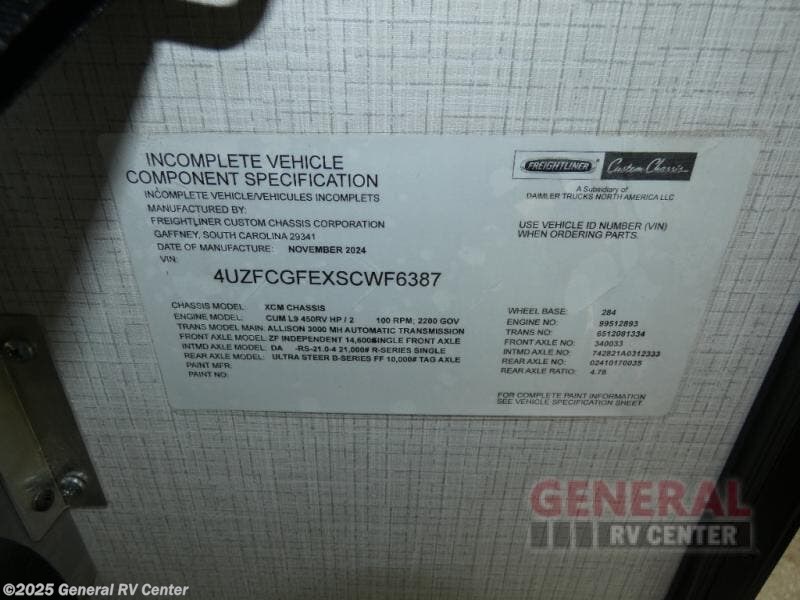 INCOMPLETE VEHICLE
COMPONENT SPECIFICATION
INCOMPLETE VEHICLE/VEHICULES INCOMPLETS
MANUFACTURED BY:
FREIGHTLINER CUSTOM CHASSIS CORPORATION
GAFFNEY, SOUTH CAROLINA 29341
DATE OF MANUFACTURE: NOVEMBER 2024
VIN:
4UZFCGFEXSCWF6387
FREIGHTLINER Custom Chassis
A Subsidiary of
DAIMLER TRUCKS NORTH AMERICA LLC
USE VEHICLE ID NUMBER (VIN)
WHEN ORDERING PARTS.
CHASSIS MODEL: XCM CHASSIS
ENGINE MODEL: CUM L9 450RV HP / 2 100 RPM, 2200 GOV
TRANS MODEL MAIN: ALLISON 3000 MH AUTOMATIC TRANSMISSION
FRONT AXLE MODEL: ZF INDEPENDENT 14,600# SINGLE FRONT AXLE
INTMD AXLE MODEL: DA -RS-21.0-4 21,000# R-SERIES SINGLE
REAR AXLE MODEL: ULTRA STEER B-SERIES FF 10,000# TAG AXLE
PAINT MFR:
PAINT NO:
WHEEL BASE: 284
ENGINE NO: 99512893
TRANS NO: 6512091334
FRONT AXLE NO: 340033
INTMD AXLE NO: 742821A0312333
REAR AXLE NO: 02410170035
REAR AXLE RATIO: 4.78
FOR COMPLETE PAINT INFORMATION
SEE VEHICLE SPECIFICATION SHEET.
GENERAL
RV CENTER
©2025 General RV Center